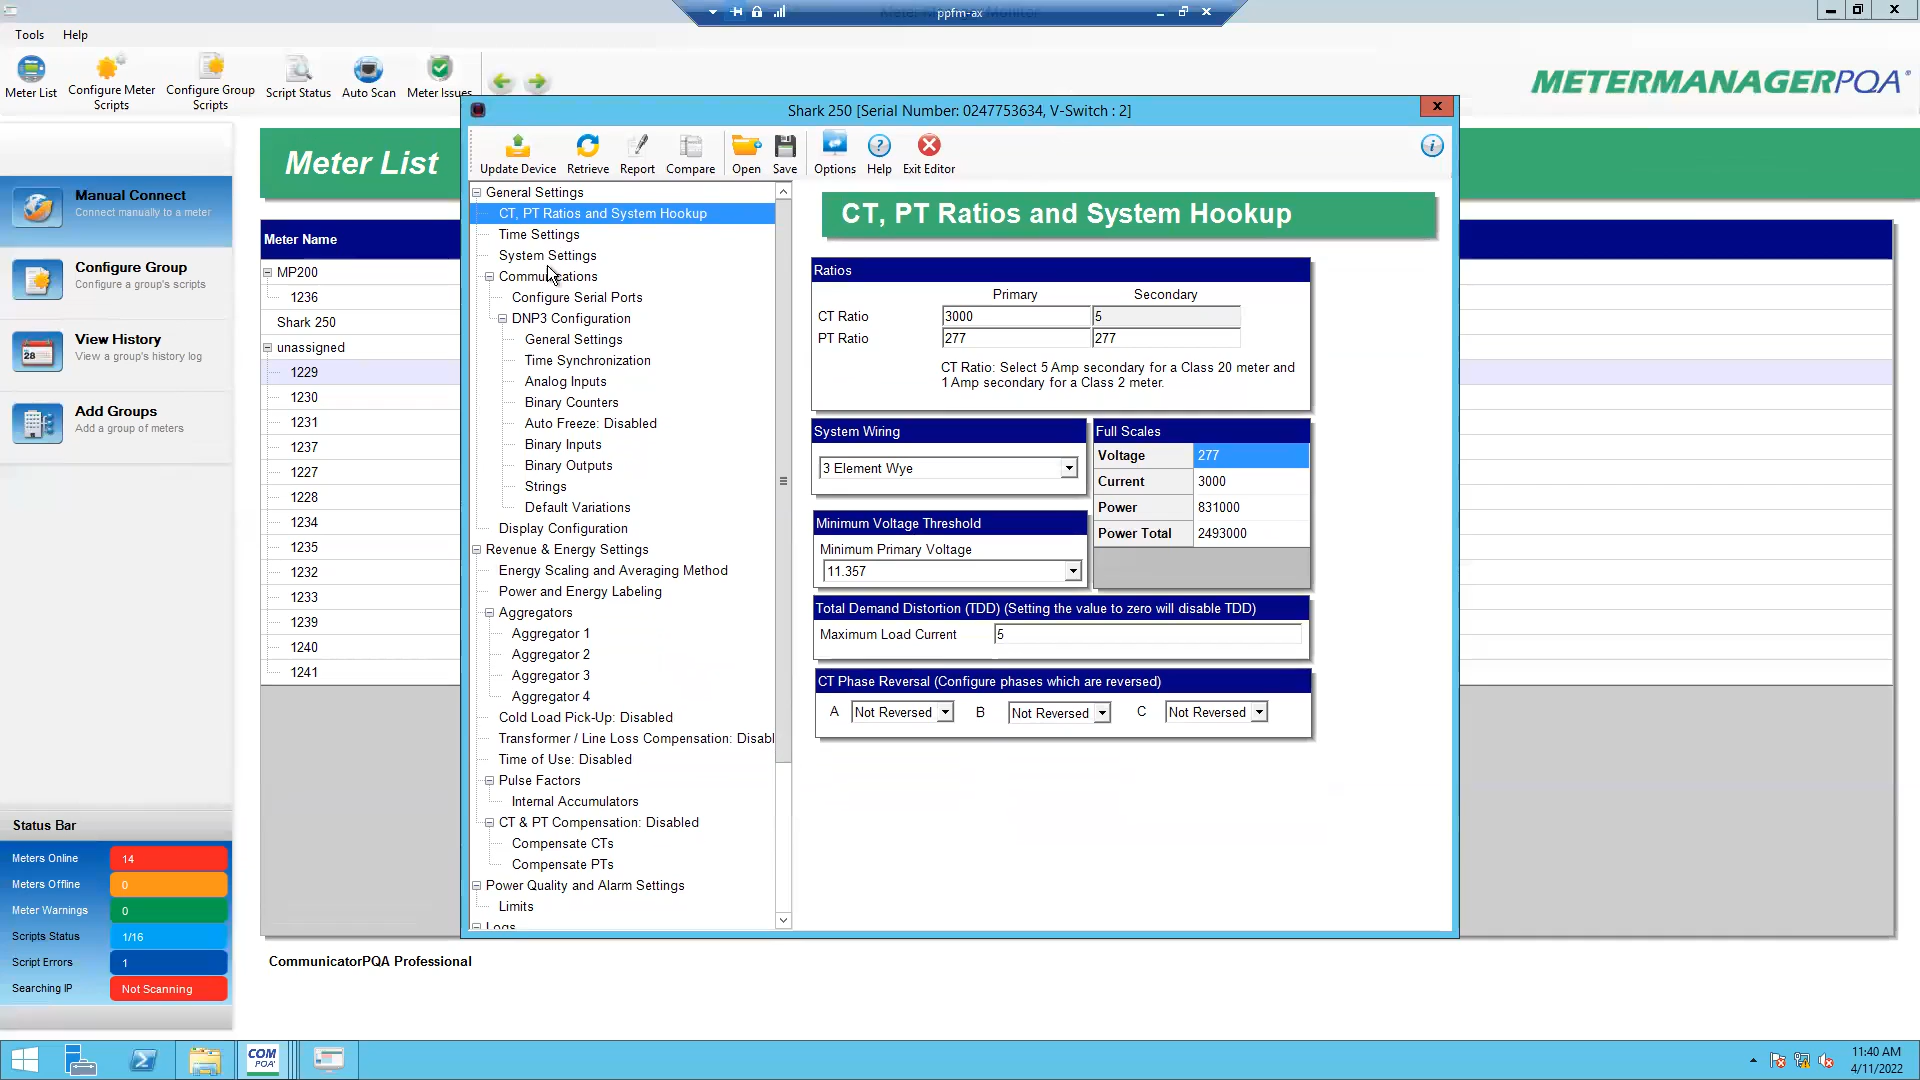 ppfm-ax
Tools Help
Meter List
Configure Meter Scripts
Configure Group Scripts
Script Status
Auto Scan
Meter Issues
METERMANAGERPQA
Shark 250 [Serial Number: 0247753634, V-Switch : 2]
Update Device Retrieve Report Compare Open Save Options Help Exit Editor
Manual Connect
Connect manually to a meter
Configure Group
Configure a group's scripts
View History
View a group's history log
28
Add Groups
Add a group of meters
Meter List
Meter Name
MP200
1236
Shark 250
unassigned
1229
1230
1231
1237
1227
1228
1234
1235
1232
1233
1239
1240
1241
General Settings
CT, PT Ratios and System Hookup
Time Settings
System Settings
Communications
Configure Serial Ports
DNP3 Configuration
General Settings
Time Synchronization
Analog Inputs
Binary Counters
Auto Freeze: Disabled
Binary Inputs
Binary Outputs
Strings
Default Variations
Display Configuration
Revenue & Energy Settings
Energy Scaling and Averaging Method
Power and Energy Labeling
Aggregators
Aggregator 1
Aggregator 2
Aggregator 3
Aggregator 4
Cold Load Pick-Up: Disabled
Transformer / Line Loss Compensation: Disabl
Time of Use: Disabled
Pulse Factors
Internal Accumulators
CT & PT Compensation: Disabled
Compensate CTs
Compensate PTs
Power Quality and Alarm Settings
Limits
Logs
CT, PT Ratios and System Hookup
Ratios
Primary Secondary
CT Ratio 3000 5
PT Ratio 277 277
CT Ratio: Select 5 Amp secondary for a Class 20 meter and
1 Amp secondary for a Class 2 meter.
System Wiring
3 Element Wye
Full Scales
Voltage 277
Current 3000
Power 831000
Power Total 2493000
Minimum Voltage Threshold
Minimum Primary Voltage
11.357
Total Demand Distortion (TDD) (Setting the value to zero will disable TDD)
Maximum Load Current 5
CT Phase Reversal (Configure phases which are reversed)
A Not Reversed B Not Reversed C Not Reversed
Status Bar
Meters Online 14
Meters Offline 0
Meter Warnings 0
Scripts Status 1/16
Script Errors 1
Searching IP Not Scanning
CommunicatorPQA Professional
COM
PQA
11:40 AM
4/11/2022